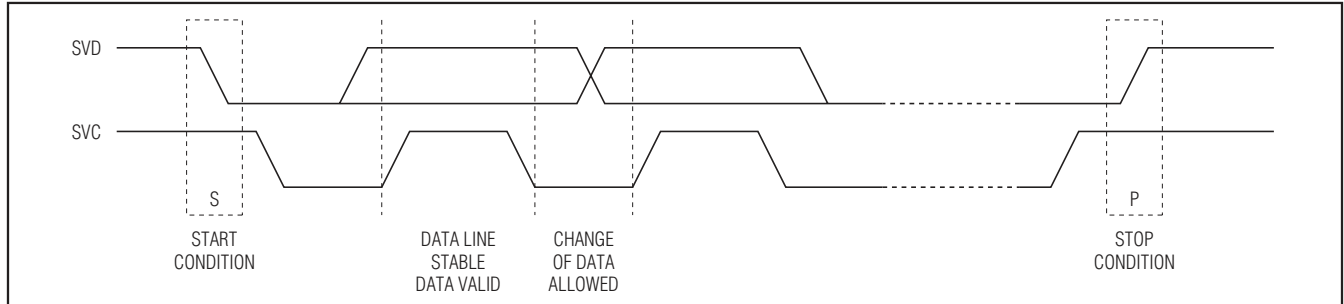 SVD
SVC
S
P
START
CONDITION
DATA LINE
STABLE
DATA VALID
CHANGE
OF DATA
ALLOWED
STOP
CONDITION